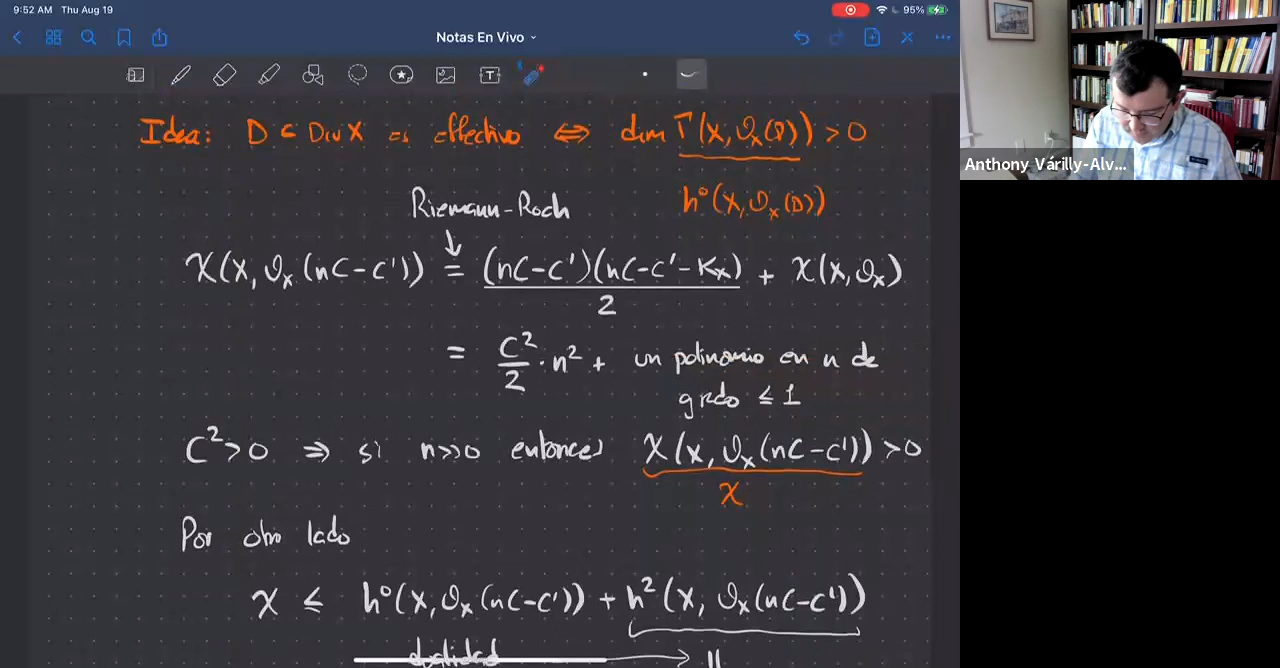 9:52 AM Thu Aug 19
95%
Notas En Vivo
Anthony Várilly-Alv...
Idea: D ∈ Div X es effectivo ⇔ dim Γ(X, O_X(D)) > 0
h⁰(X, O_X(D))
Riemann-Roch
χ(X, O_X(nC-C')) = (nC-C')(nC-C'-K_X)/2 + χ(X, O_X)
= C²/2 · n² + un polinomio en n de
grado ≤ 1
C² > 0 ⇒ si n>>0 entonces χ(X, O_X(nC-C')) > 0
χ
Por otro lado
χ ≤ h⁰(X, O_X(nC-C')) + h²(X, O_X(nC-C'))
dualidad